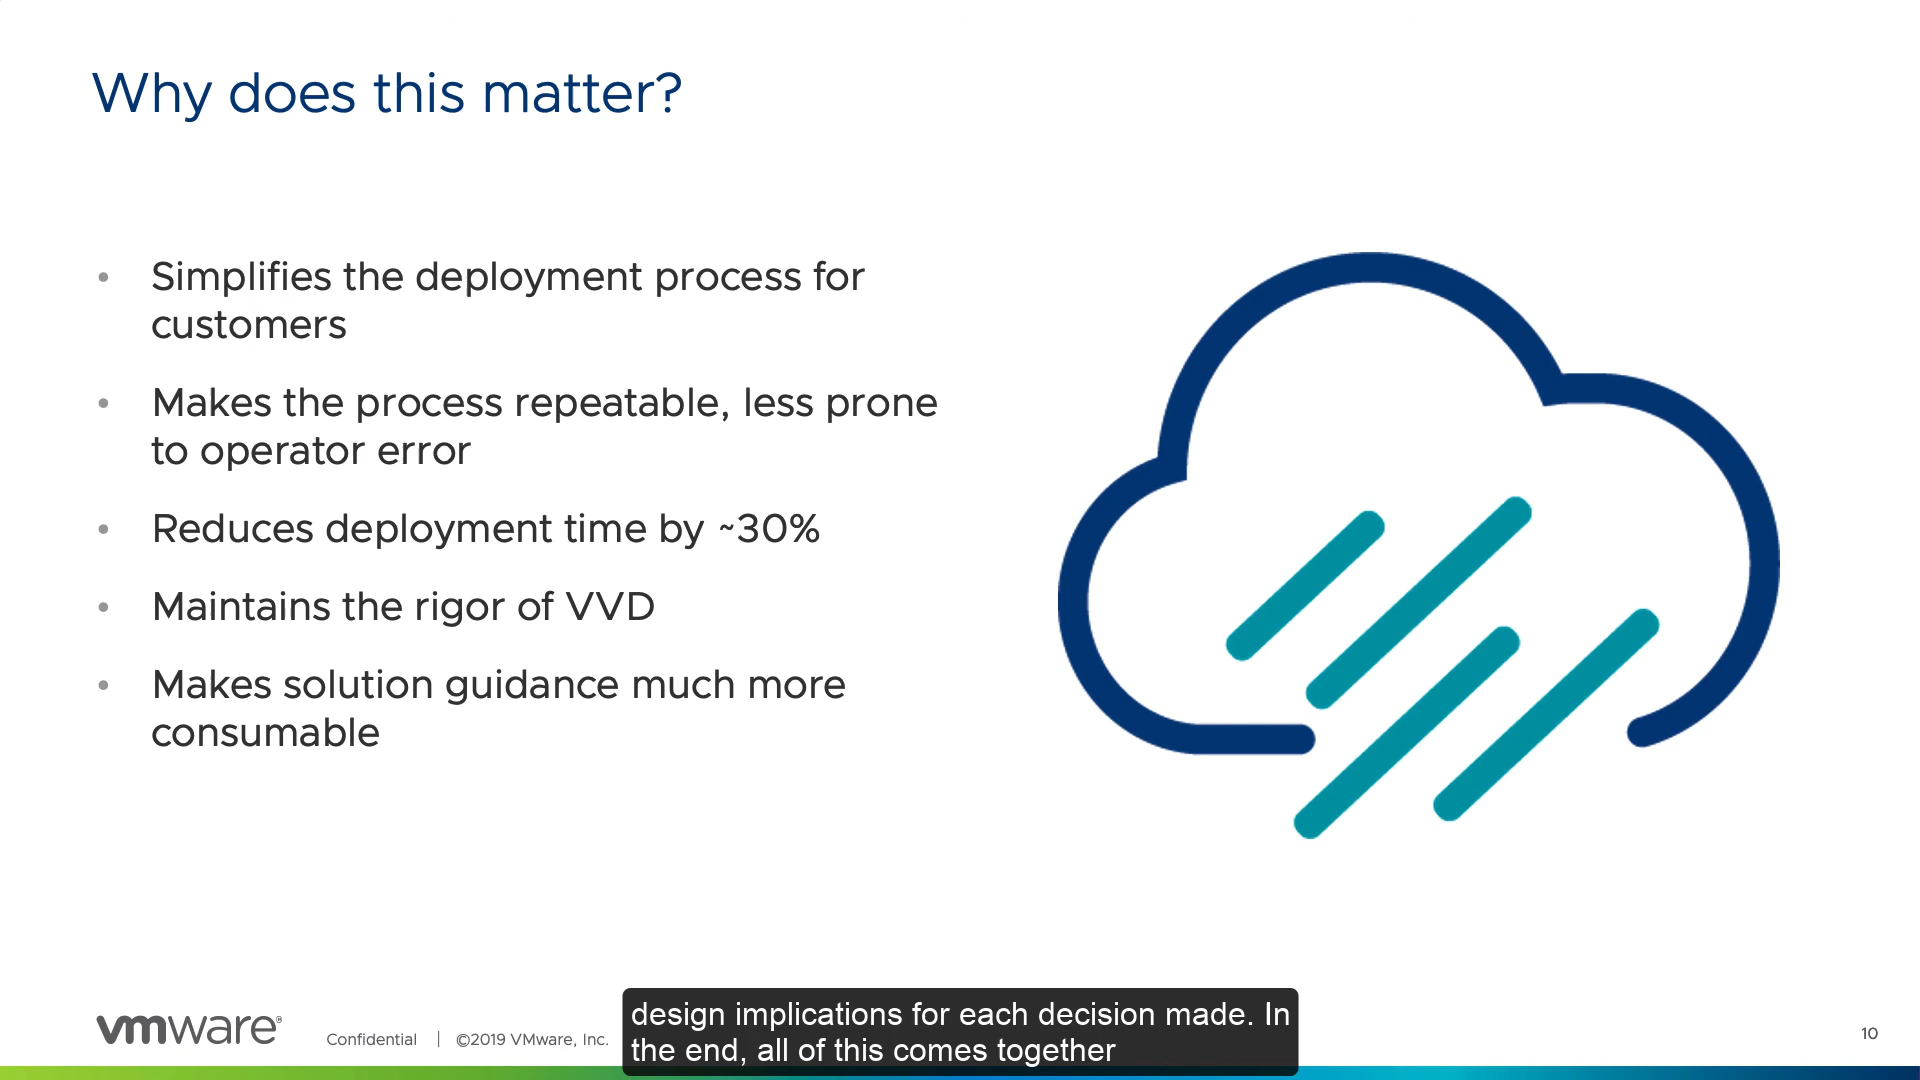 Why does this matter?
• Simplifies the deployment process for
customers
• Makes the process repeatable, less prone
to operator error
• Reduces deployment time by ~30%
• Maintains the rigor of VVD
• Makes solution guidance much more
consumable
vmware®
Confidential | ©2019 VMware, Inc.
design implications for each decision made. In
the end, all of this comes together
10